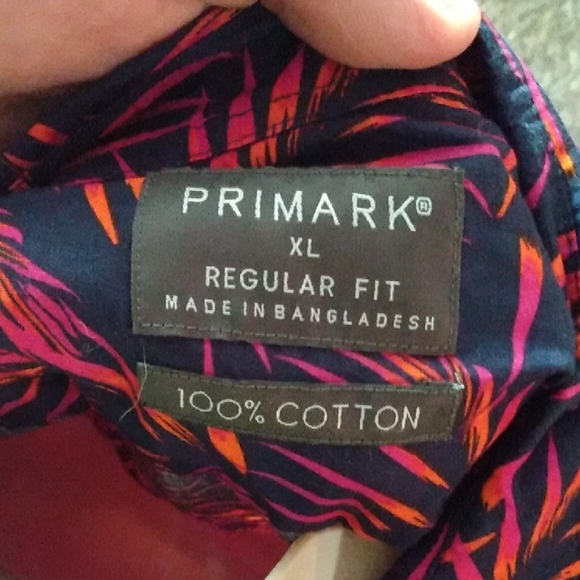 PRIMARK®
XL
REGULAR FIT
MADE IN BANGLADESH
100% COTTON